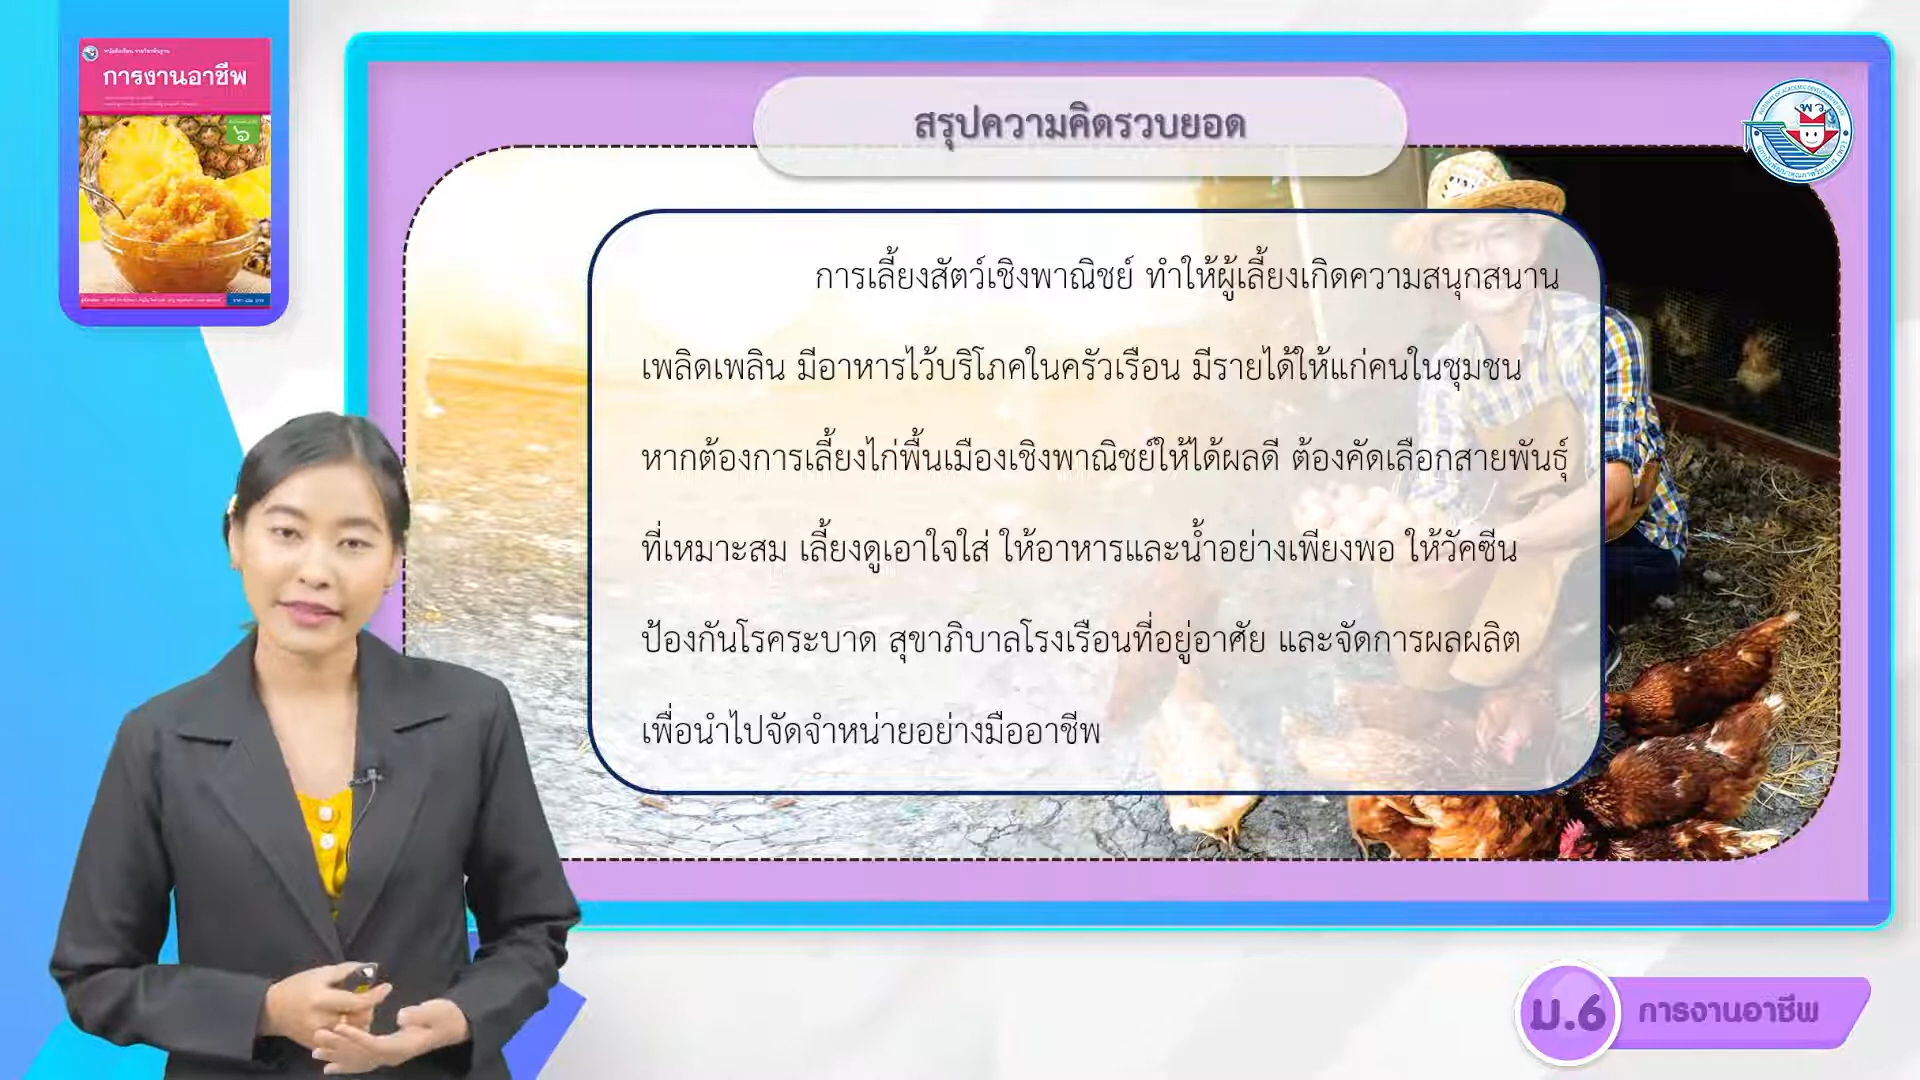 การงานอาชีพ
๖
สรุปความคิดรวบยอด
การเลี้ยงสัตว์เชิงพาณิชย์ ทำให้ผู้เลี้ยงเกิดความสนุกสนาน
เพลิดเพลิน มีอาหารไว้บริโภคในครัวเรือน มีรายได้ให้แก่คนในชุมชน
หากต้องการเลี้ยงไก่พื้นเมืองเชิงพาณิชย์ให้ได้ผลดี ต้องคัดเลือกสายพันธุ์
ที่เหมาะสม เลี้ยงดูเอาใจใส่ ให้อาหารและน้ำอย่างเพียงพอ ให้วัคซีน
ป้องกันโรคระบาด สุขาภิบาลโรงเรือนที่อยู่อาศัย และจัดการผลผลิต
เพื่อนำไปจัดจำหน่ายอย่างมืออาชีพ
ม.6 การงานอาชีพ